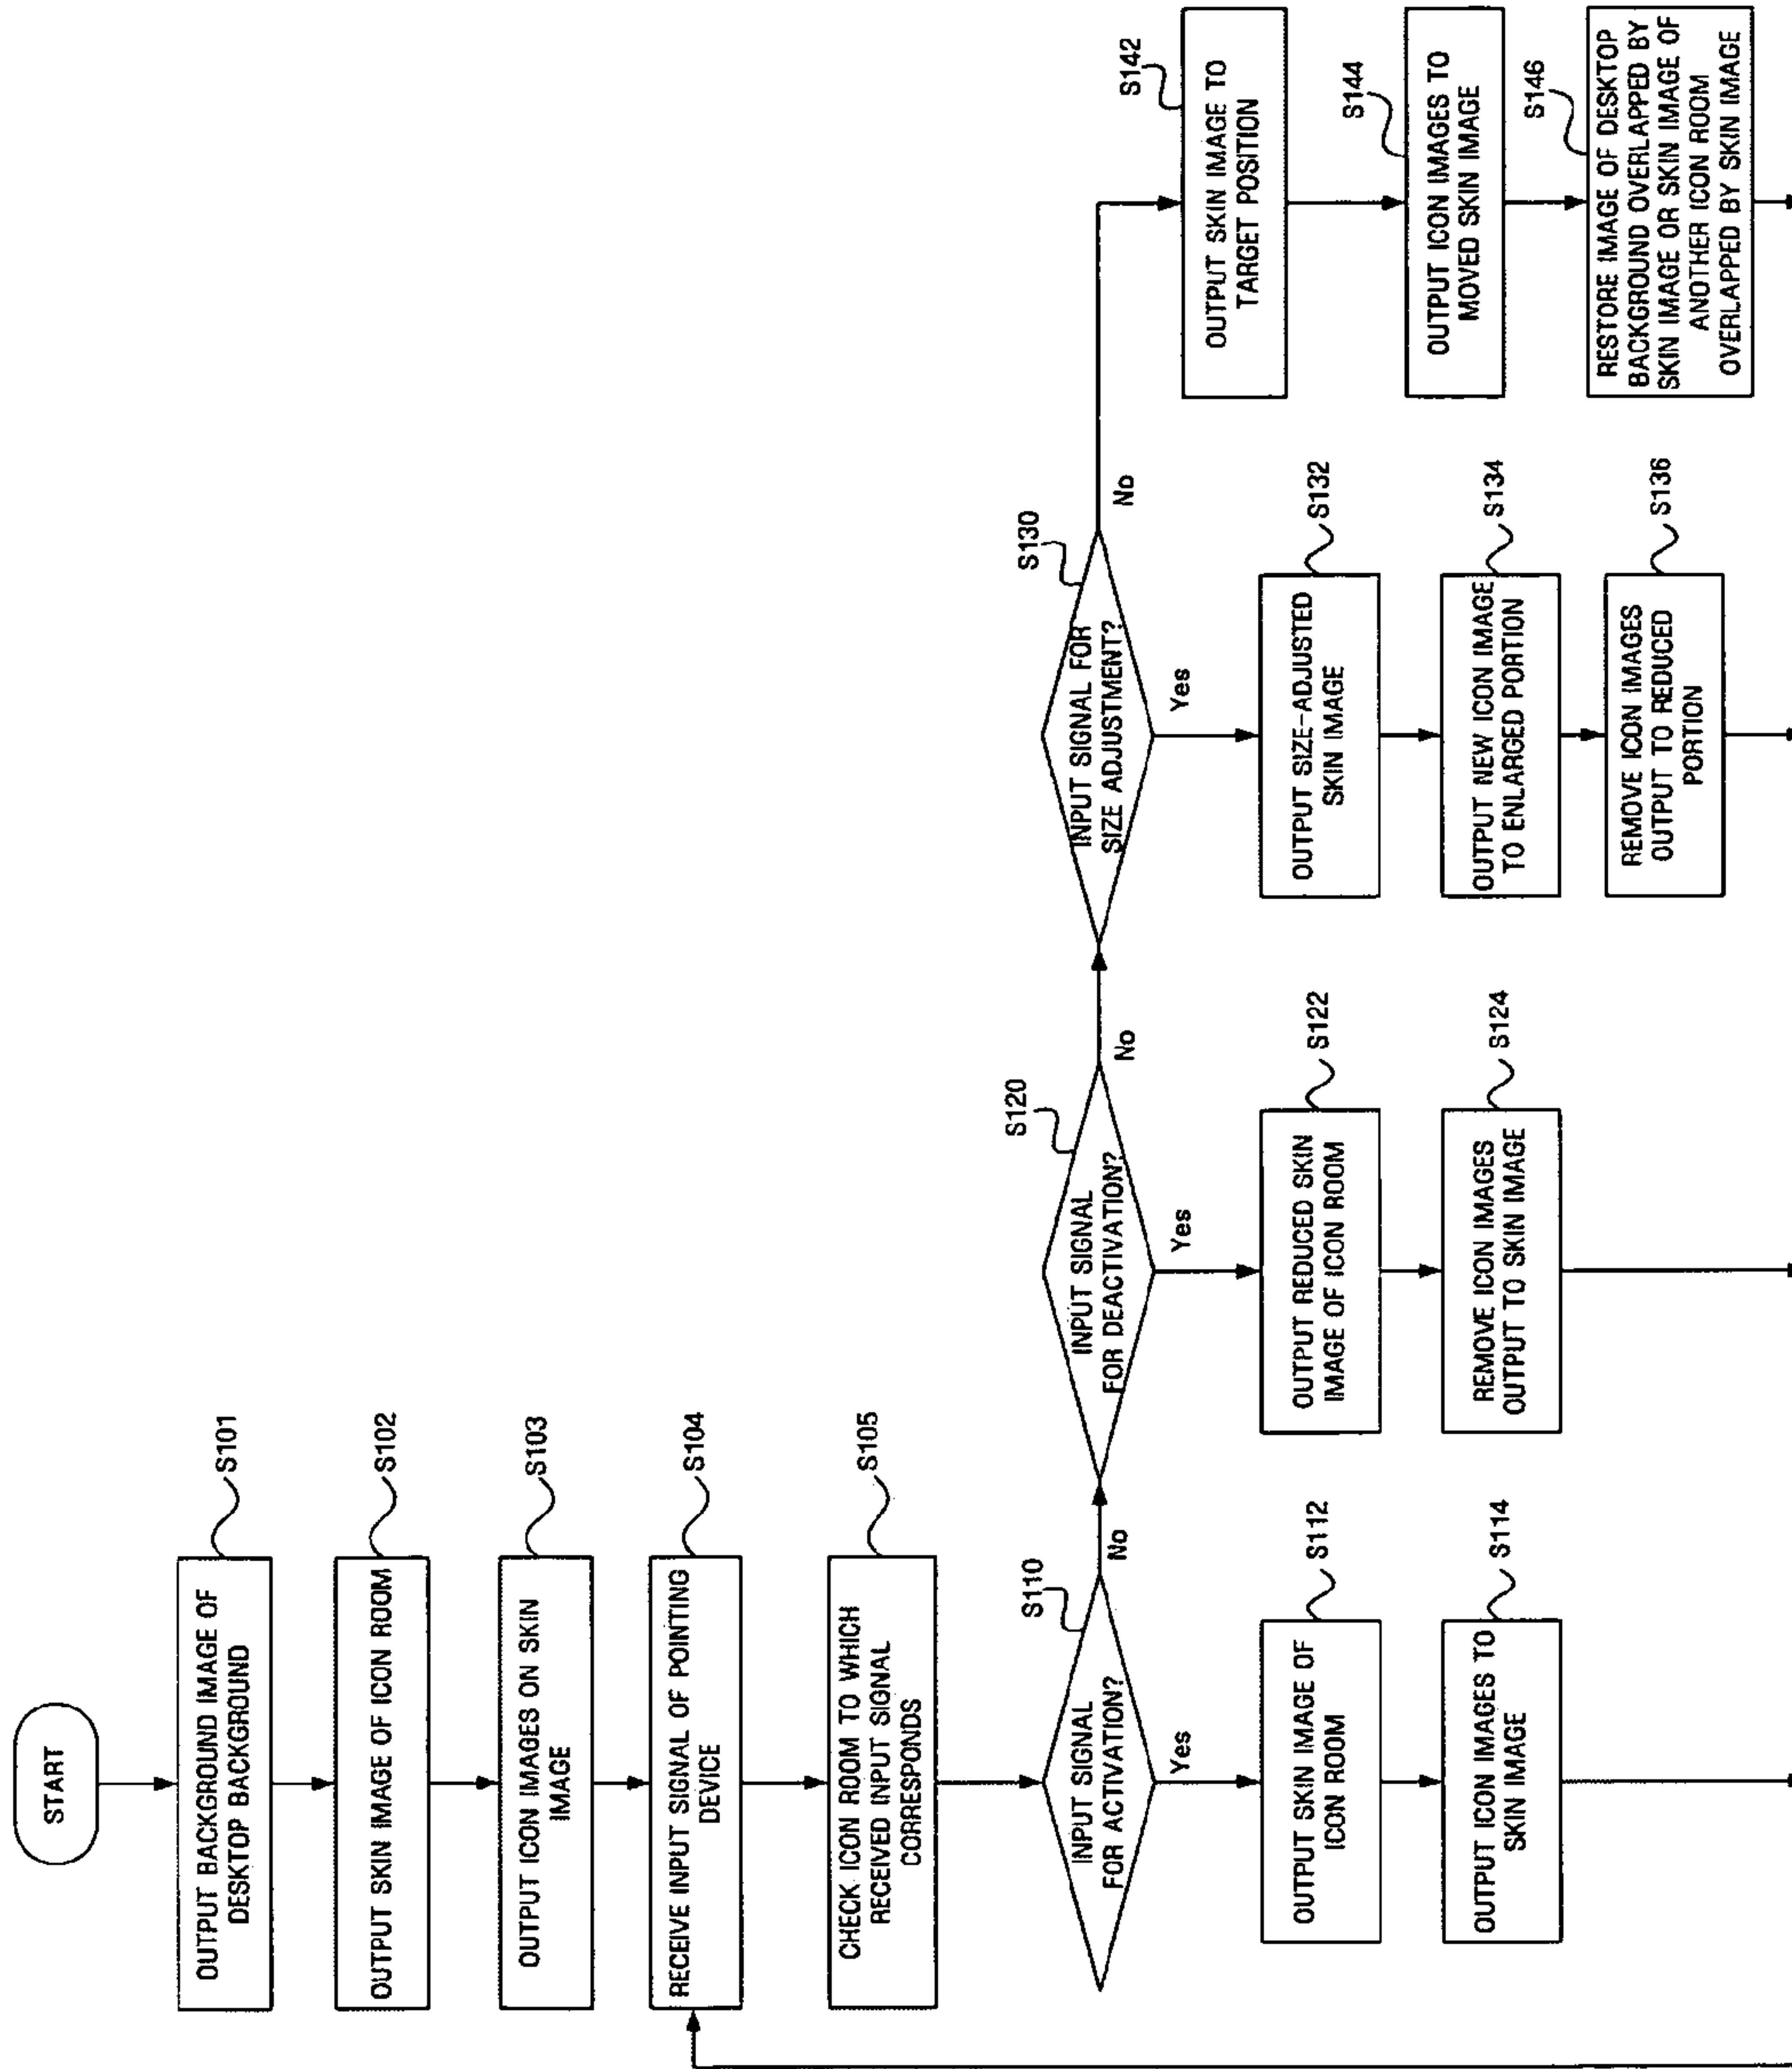 START
OUTPUT BACKGROUND IMAGE OF
DESKTOP BACKGROUND
S101
OUTPUT SKIN IMAGE OF ICON ROOM
S102
OUTPUT ICON IMAGES ON SKIN
IMAGE
S103
RECEIVE INPUT SIGNAL OF POINTING
DEVICE
S104
CHECK ICON ROOM TO WHICH
RECEIVED INPUT SIGNAL
CORRESPONDS
S105
INPUT SIGNAL
FOR ACTIVATION?
S110
No
Yes
OUTPUT SKIN IMAGE OF
ICON ROOM
S112
OUTPUT ICON IMAGES TO
SKIN IMAGE
S114
INPUT SIGNAL
FOR DEACTIVATION?
S120
No
Yes
OUTPUT REDUCED SKIN
IMAGE OF ICON ROOM
S122
REMOVE ICON IMAGES
OUTPUT TO SKIN IMAGE
S124
INPUT SIGNAL FOR
SIZE ADJUSTMENT?
S130
No
Yes
OUTPUT SIZE-ADJUSTED
SKIN IMAGE
S132
OUTPUT NEW ICON IMAGE
TO ENLARGED PORTION
S134
REMOVE ICON IMAGES
OUTPUT TO REDUCED
PORTION
S136
OUTPUT SKIN IMAGE TO
TARGET POSITION
S142
OUTPUT ICON IMAGES TO
MOVED SKIN IMAGE
S144
RESTORE IMAGE OF DESKTOP
BACKGROUND OVERLAPPED BY
SKIN IMAGE OR SKIN IMAGE OF
ANOTHER ICON ROOM
OVERLAPPED BY SKIN IMAGE
S146